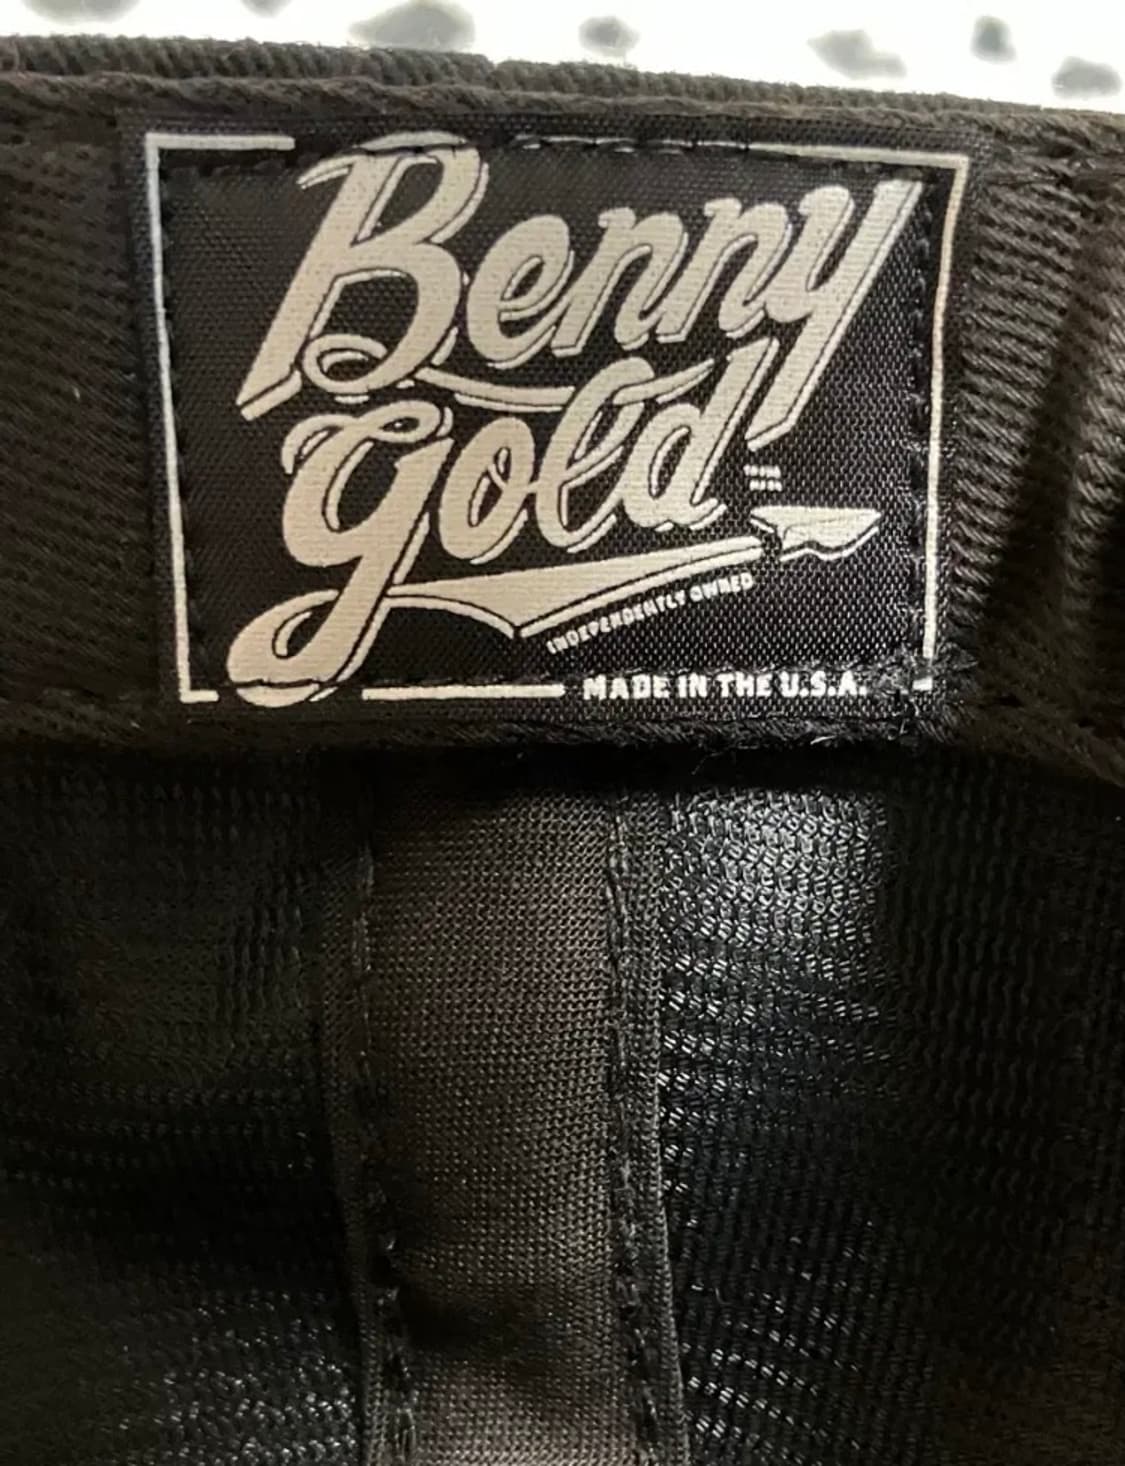 Benny
Gold
INDEPENDENTLY OWNED
MADE IN THE U.S.A.